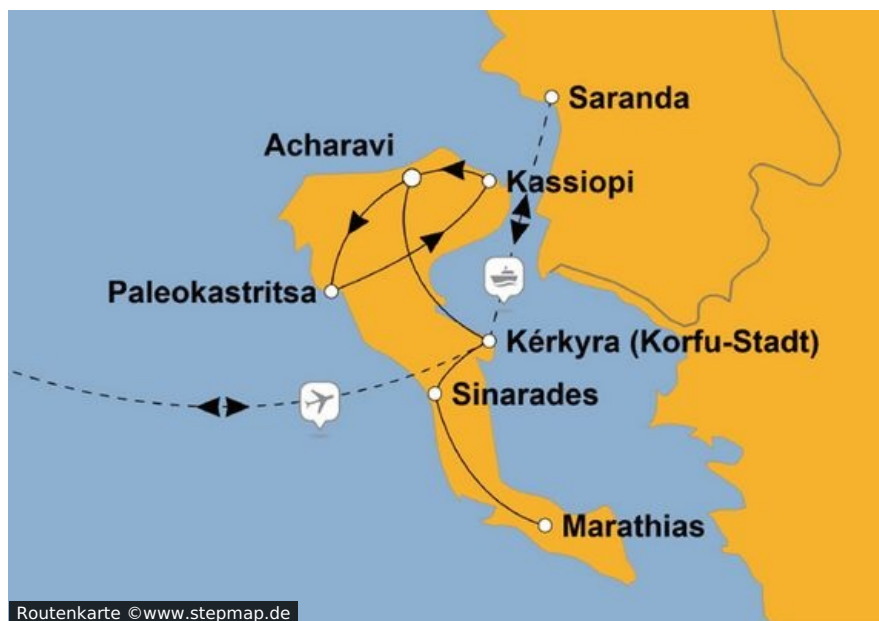 Saranda
Acharavi
Kassiopi
Paleokastritsa
Kérkyra (Korfu-Stadt)
Sinarades
Marathias
Routenkarte ©www.stepmap.de